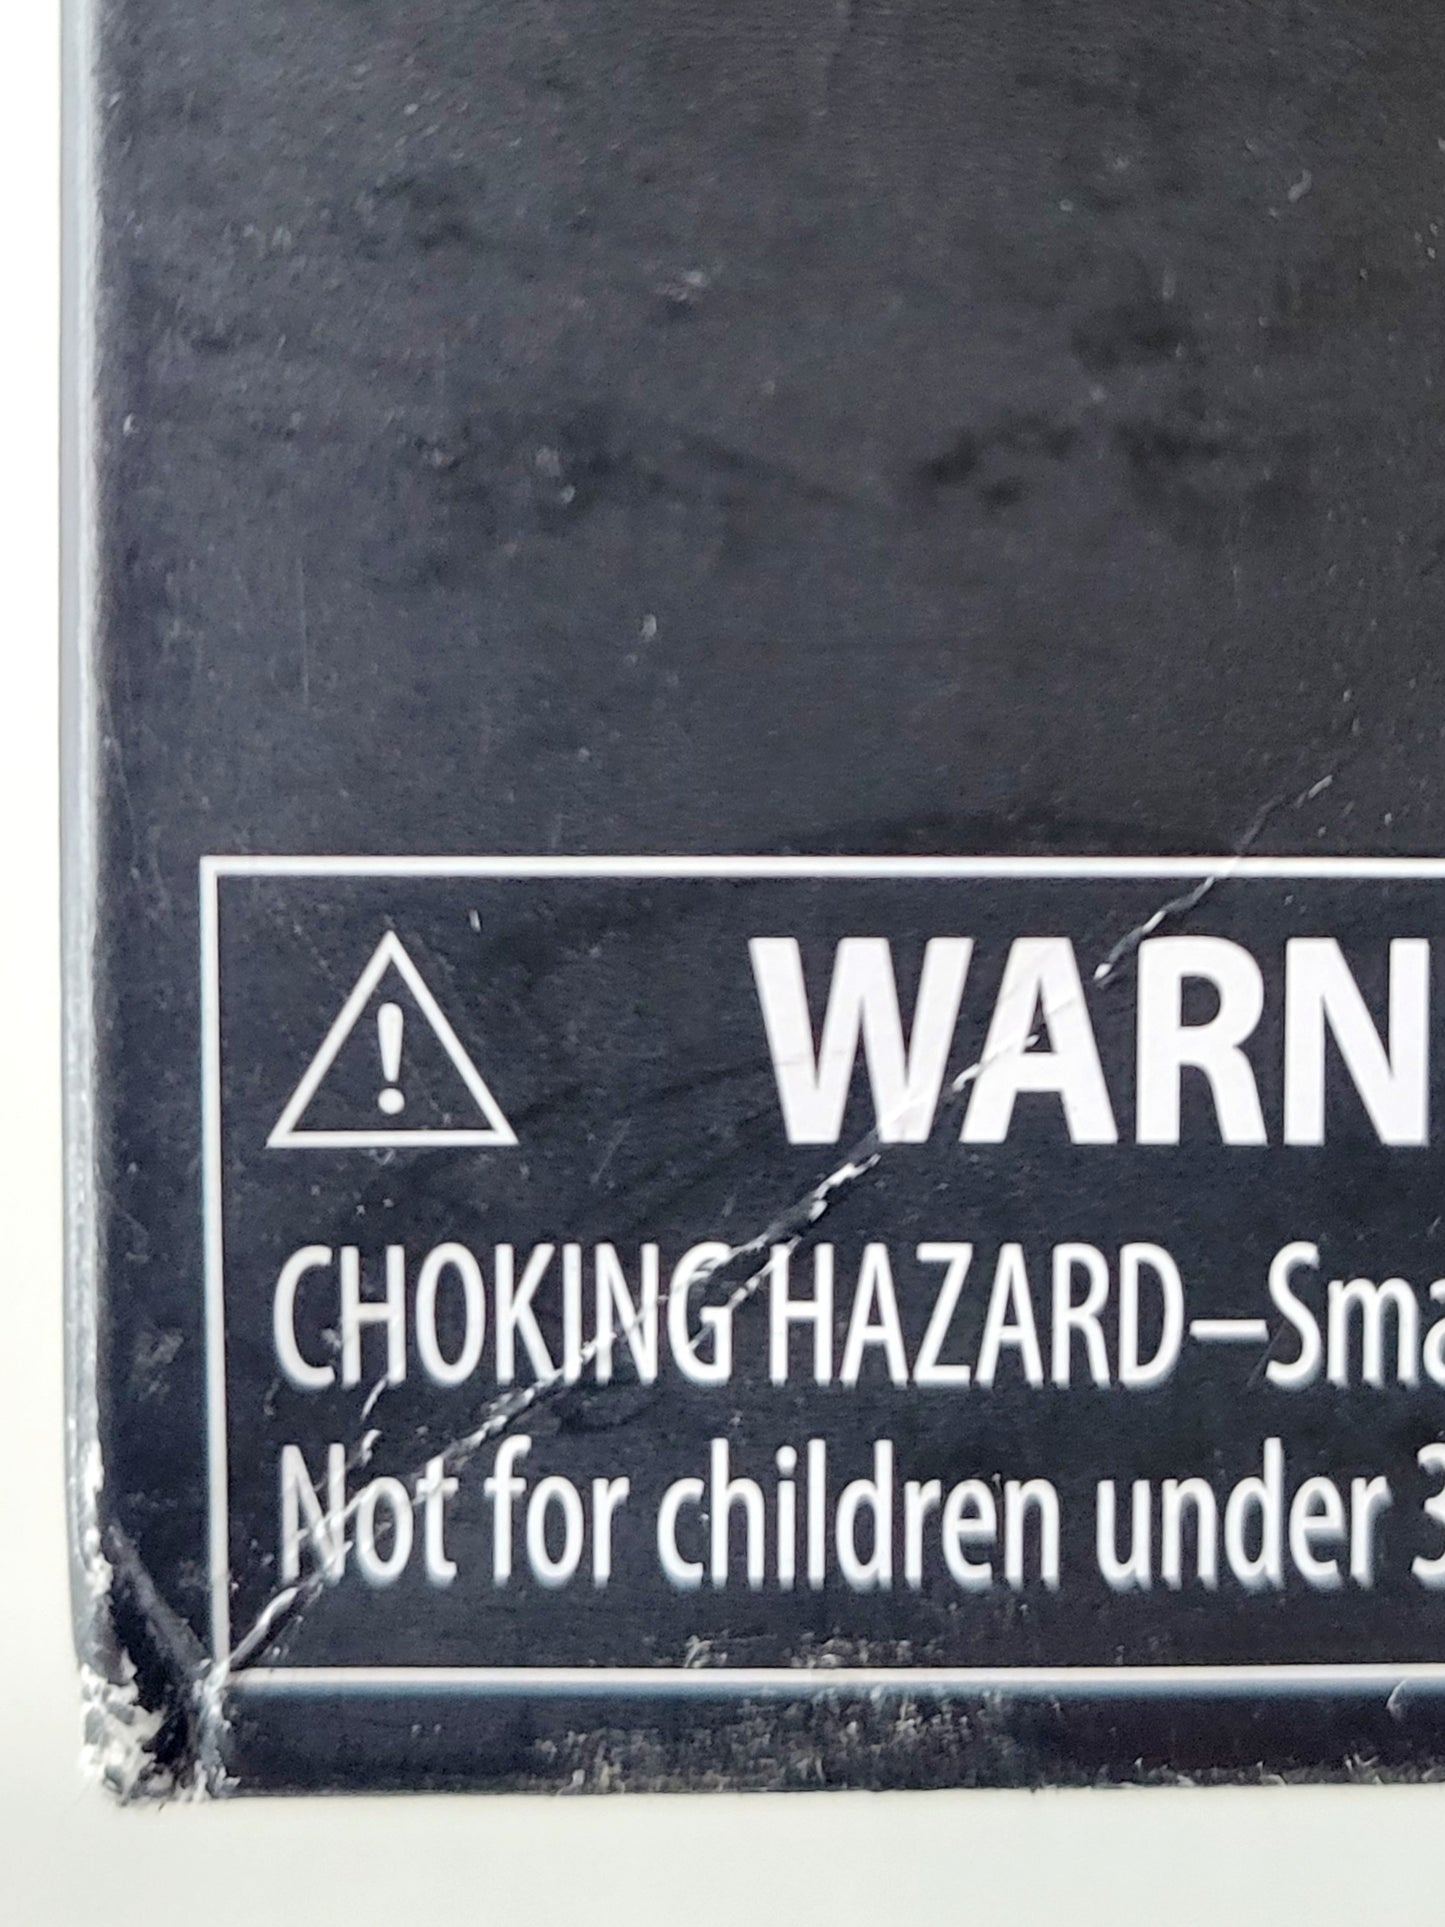 WARN
CHOKING HAZARD–Sma
Not for children under 3